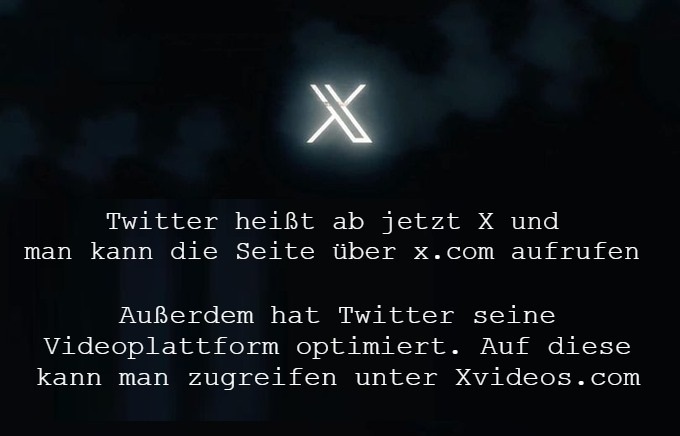 X
Twitter heißt ab jetzt X und
man kann die Seite über x.com aufrufen
Außerdem hat Twitter seine
Videoplattform optimiert. Auf diese
kann man zugreifen unter Xvideos.com